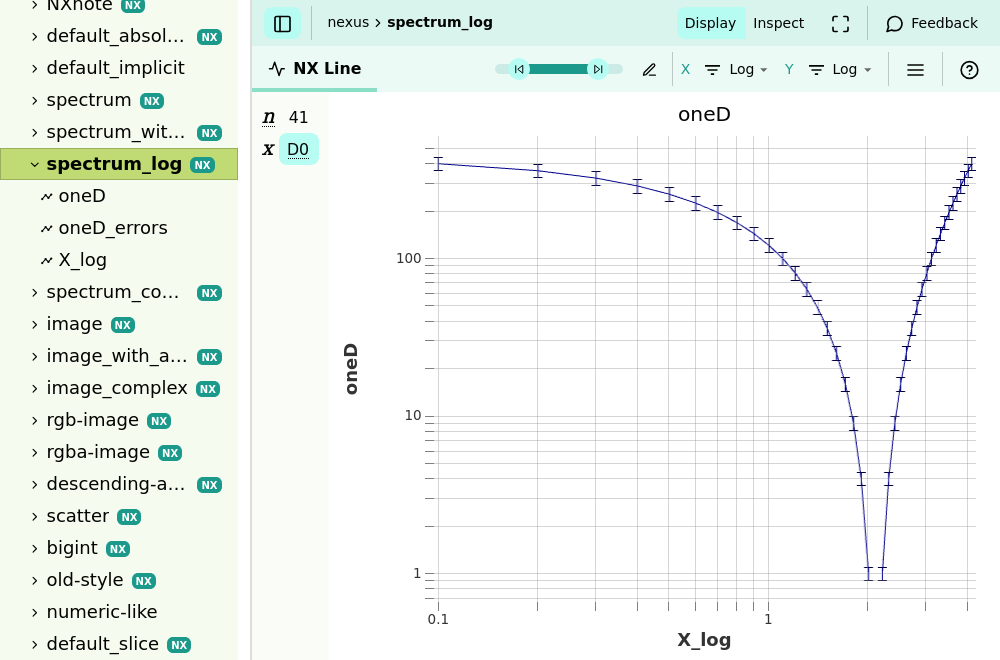 NXnote NX
default_absol... NX
default_implicit
spectrum NX
spectrum_wit... NX
spectrum_log NX
oneD
oneD_errors
X_log
spectrum_co... NX
image NX
image_with_a... NX
image_complex NX
rgb-image NX
rgba-image NX
descending-a... NX
scatter NX
bigint NX
old-style NX
numeric-like
default_slice NX
nexus › spectrum_log
Display Inspect Feedback
NX Line X Log Y Log
n 41
x D0
oneD
100
10
1
oneD
0.1 1
X_log